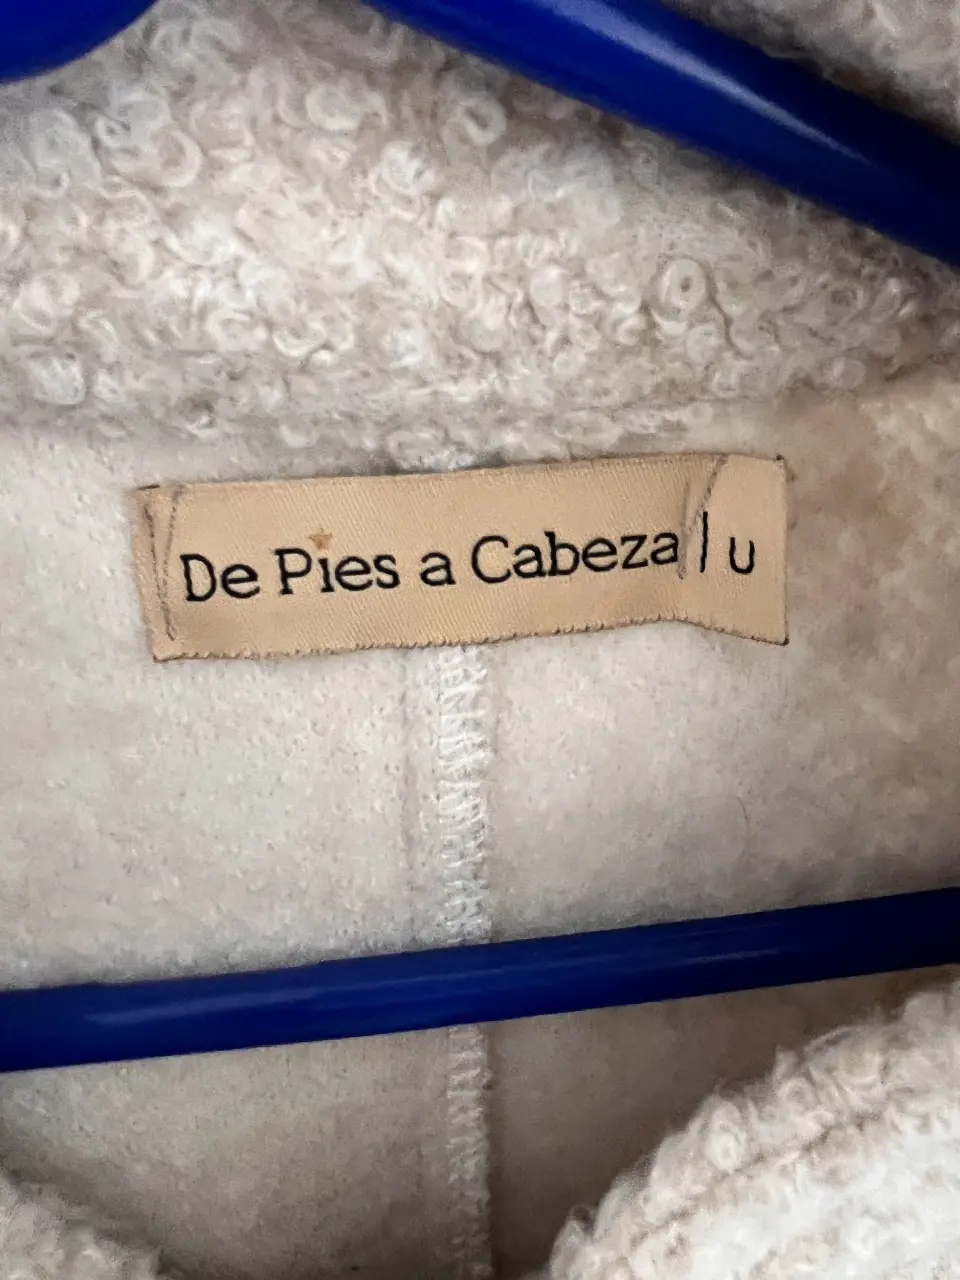 De Pies a Cabeza | u